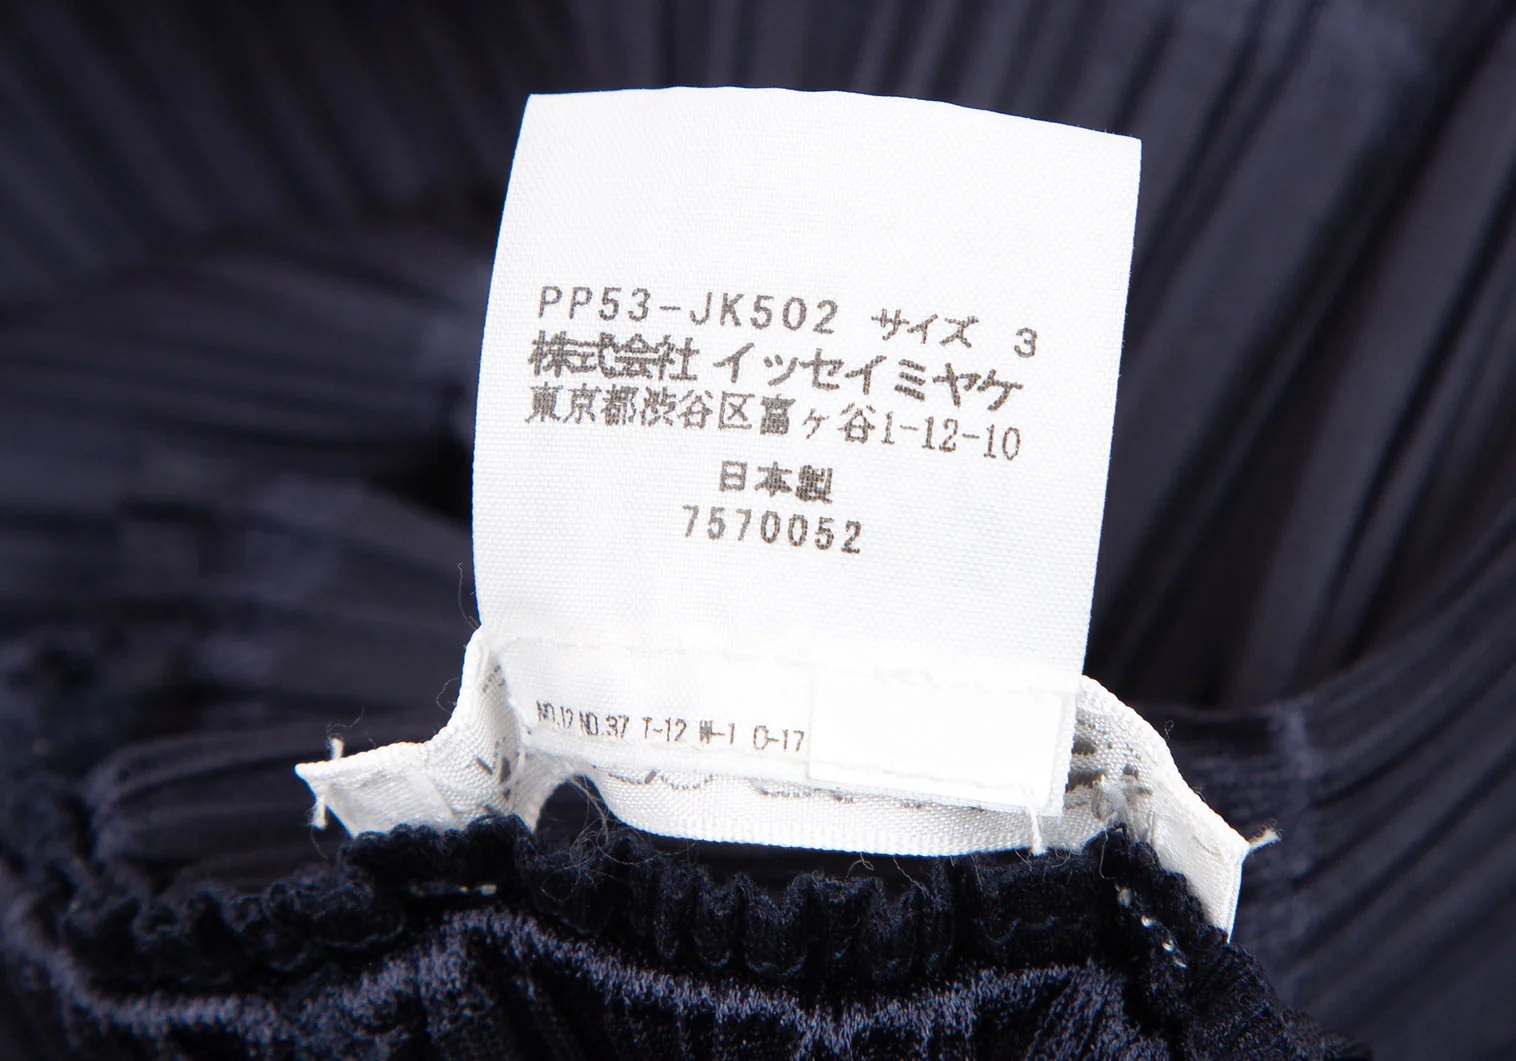 PP53-JK502 サイズ 3
株式会社 イッセイミヤケ
東京都渋谷区富ヶ谷1-12-10
日本製
7570052
NO.12 NO.37 T-12 W-1 O-17